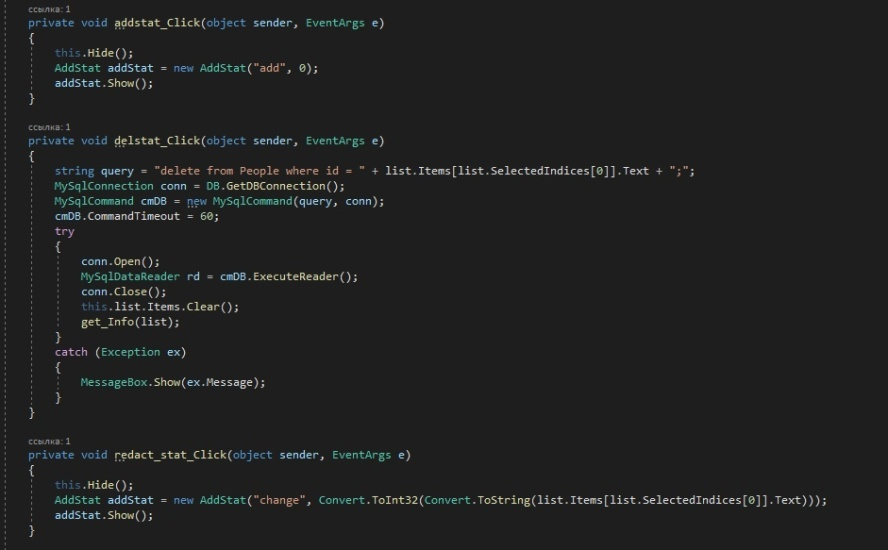 ссылка: 1
private void addstat_Click(object sender, EventArgs e)
{
this.Hide();
AddStat addStat = new AddStat("add", 0);
addStat.Show();
}
ссылка: 1
private void delstat_Click(object sender, EventArgs e)
{
string query = "delete from People where id = " + list.Items[list.SelectedIndices[0]].Text + ";";
MySqlConnection conn = DB.GetDBConnection();
MySqlCommand cmDB = new MySqlCommand(query, conn);
cmDB.CommandTimeout = 60;
try
{
conn.Open();
MySqlDataReader rd = cmDB.ExecuteReader();
conn.Close();
this.list.Items.Clear();
get_Info(list);
}
catch (Exception ex)
{
MessageBox.Show(ex.Message);
}
}
ссылка: 1
private void redact_stat_Click(object sender, EventArgs e)
{
this.Hide();
AddStat addStat = new AddStat("change", Convert.ToInt32(Convert.ToString(list.Items[list.SelectedIndices[0]].Text)));
addStat.Show();
}